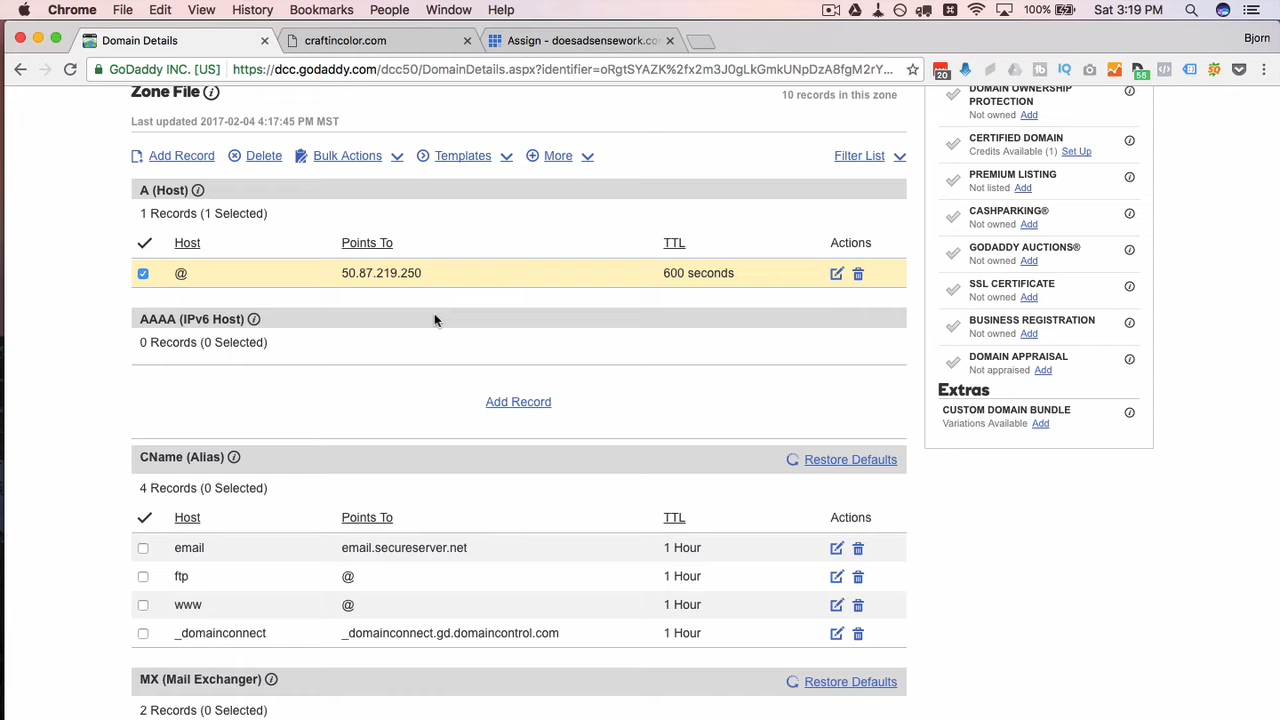 Chrome File Edit View History Bookmarks People Window Help 100% Sat 3:19 PM
Domain Details craftincolor.com Assign - doesadsensework.co Bjorn
GoDaddy INC. [US] https://dcc.godaddy.com/dcc50/DomainDetails.aspx?identifier=oRgtSYAZK%2fx2m3J0gLkGmkUNpDzA8fgM2rY... 20 56
Zone File 10 records in this zone
Last updated 2017-02-04 4:17:45 PM MST
Add Record Delete Bulk Actions Templates More Filter List
A (Host)
1 Records (1 Selected)
Host Points To TTL Actions
@ 50.87.219.250 600 seconds
AAAA (IPv6 Host)
0 Records (0 Selected)
Add Record
CName (Alias) Restore Defaults
4 Records (0 Selected)
Host Points To TTL Actions
email email.secureserver.net 1 Hour
ftp @ 1 Hour
www @ 1 Hour
_domainconnect _domainconnect.gd.domaincontrol.com 1 Hour
MX (Mail Exchanger) Restore Defaults
2 Records (0 Selected)
DOMAIN OWNERSHIP
PROTECTION
Not owned Add
CERTIFIED DOMAIN
Credits Available (1) Set Up
PREMIUM LISTING
Not listed Add
CASHPARKING®
Not owned Add
GODADDY AUCTIONS®
Not owned Add
SSL CERTIFICATE
Not owned Add
BUSINESS REGISTRATION
Not owned Add
DOMAIN APPRAISAL
Not appraised Add
Extras
CUSTOM DOMAIN BUNDLE
Variations Available Add